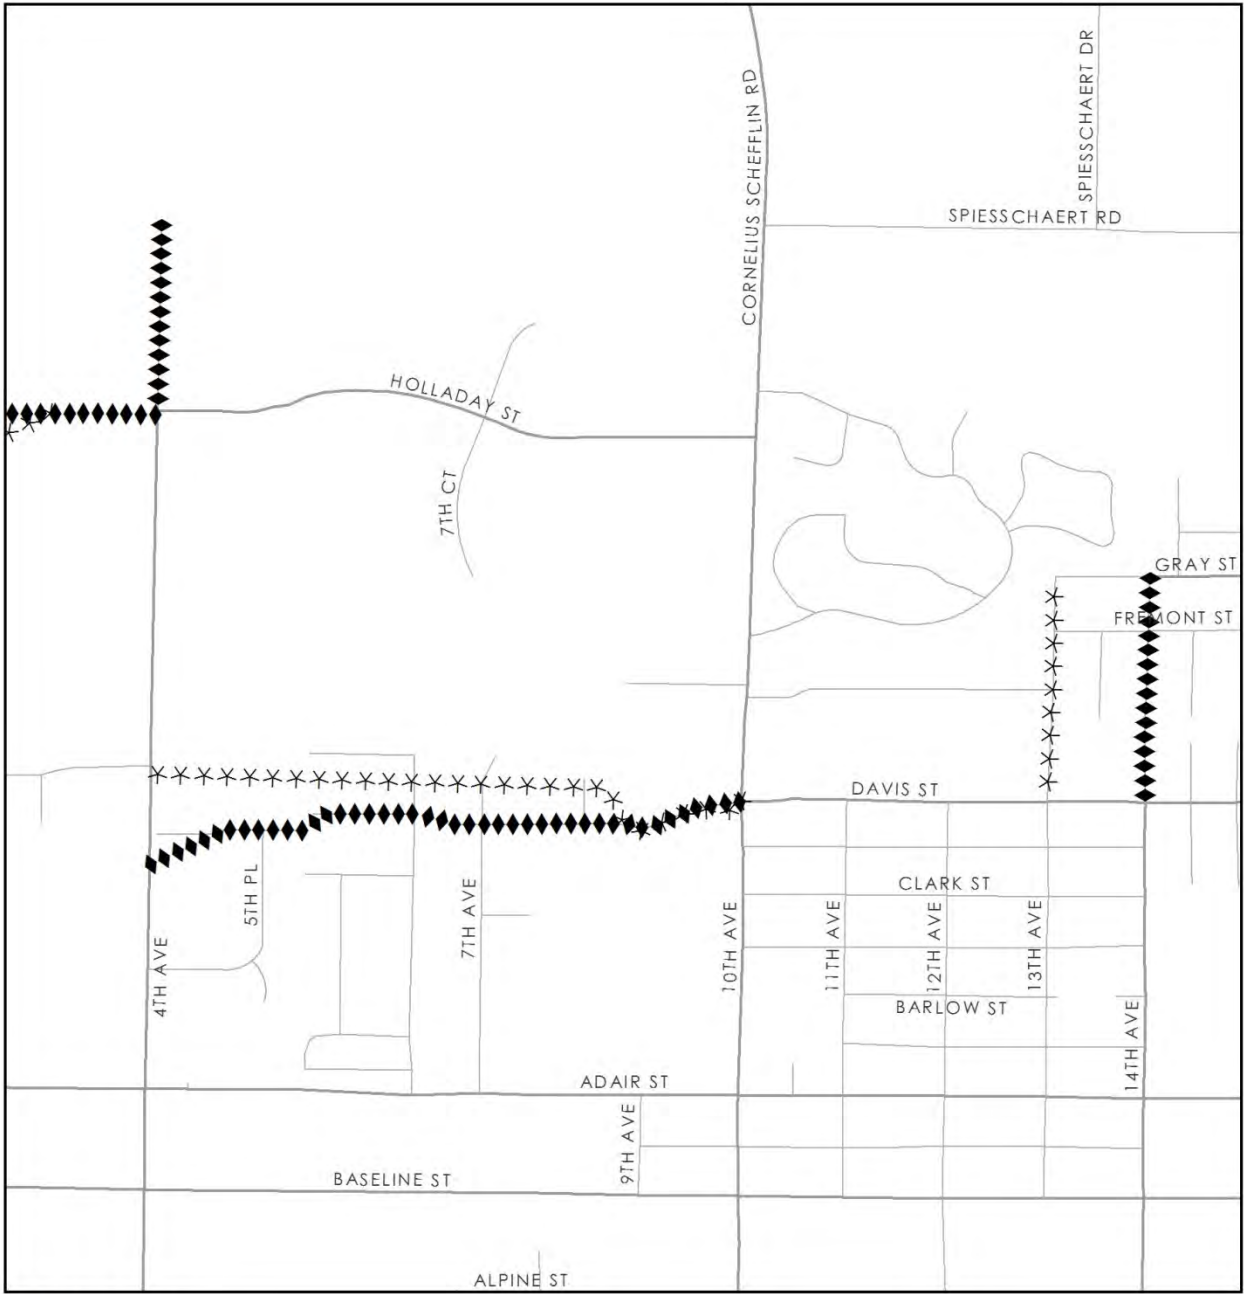 SPIESSCHAERT DR
CORNELIUS SCHEFFLIN RD
SPIESSCHAERT RD
HOLLADAY ST
7TH CT
GRAY ST
FREMONT ST
DAVIS ST
5TH PL
7TH AVE
CLARK ST
10TH AVE
11TH AVE
12TH AVE
13TH AVE
4TH AVE
BARLOW ST
14TH AVE
ADAIR ST
9TH AVE
BASELINE ST
ALPINE ST